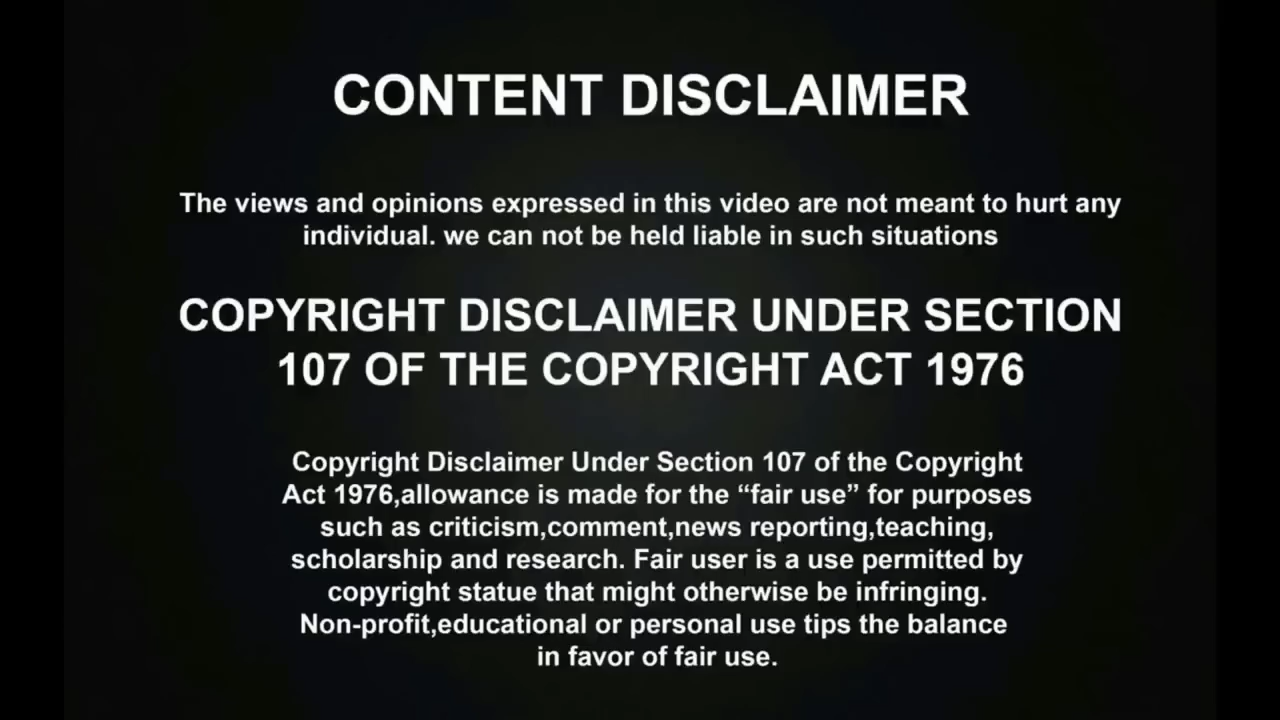 CONTENT DISCLAIMER
The views and opinions expressed in this video are not meant to hurt any
individual. we can not be held liable in such situations
COPYRIGHT DISCLAIMER UNDER SECTION
107 OF THE COPYRIGHT ACT 1976
Copyright Disclaimer Under Section 107 of the Copyright
Act 1976,allowance is made for the “fair use” for purposes
such as criticism,comment,news reporting,teaching,
scholarship and research. Fair user is a use permitted by
copyright statue that might otherwise be infringing.
Non-profit,educational or personal use tips the balance
in favor of fair use.